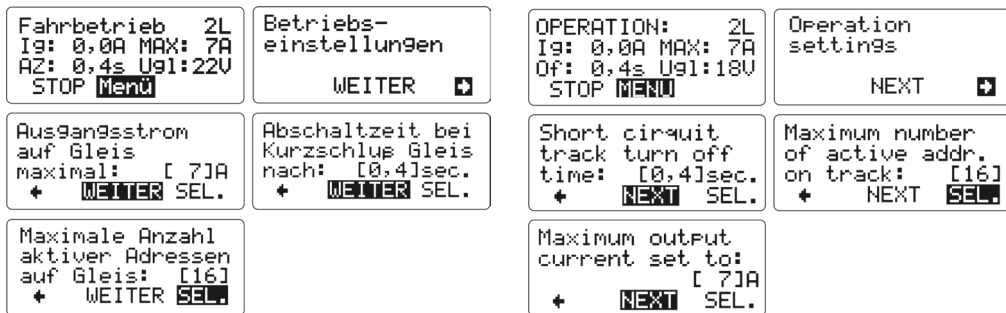 Fahrbetrieb 2L
Ig: 0,0A MAX: 7A
AZ: 0,4s Ugl:22V
STOP Menü
Betriebs-
einstellungen
WEITER →
Ausgangsstrom
auf Gleis
maximal: [ 7]A
← WEITER SEL.
Abschaltzeit bei
Kurzschluß Gleis
nach: [0,4]sec.
← WEITER SEL.
Maximale Anzahl
aktiver Adressen
auf Gleis: [16]
← WEITER SEL.
OPERATION: 2L
Ig: 0,0A MAX: 7A
Of: 0,4s Ugl:18V
STOP MENU
Operation
settings
NEXT →
Short cirquit
track turn off
time: [0,4]sec.
← NEXT SEL.
Maximum number
of active addr.
on track: [16]
← NEXT SEL.
Maximum output
current set to:
[ 7]A
← NEXT SEL.